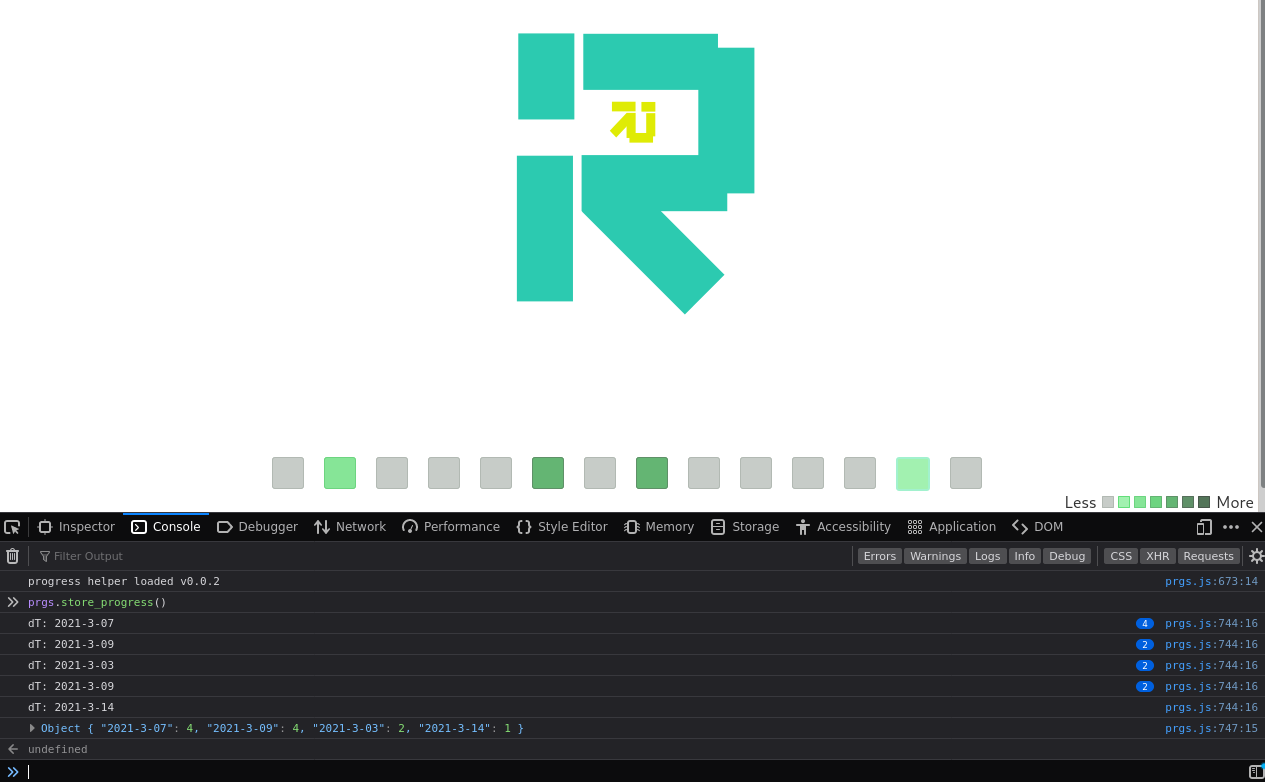 R
Less More
Inspector Console Debugger Network Performance Style Editor Memory Storage Accessibility Application DOM
Filter Output Errors Warnings Logs Info Debug CSS XHR Requests
progress helper loaded v0.0.2 prgs.js:673:14
prgs.store_progress()
dT: 2021-3-07 4 prgs.js:744:16
dT: 2021-3-09 2 prgs.js:744:16
dT: 2021-3-03 2 prgs.js:744:16
dT: 2021-3-09 2 prgs.js:744:16
dT: 2021-3-14 prgs.js:744:16
Object { "2021-3-07": 4, "2021-3-09": 4, "2021-3-03": 2, "2021-3-14": 1 } prgs.js:747:15
undefined